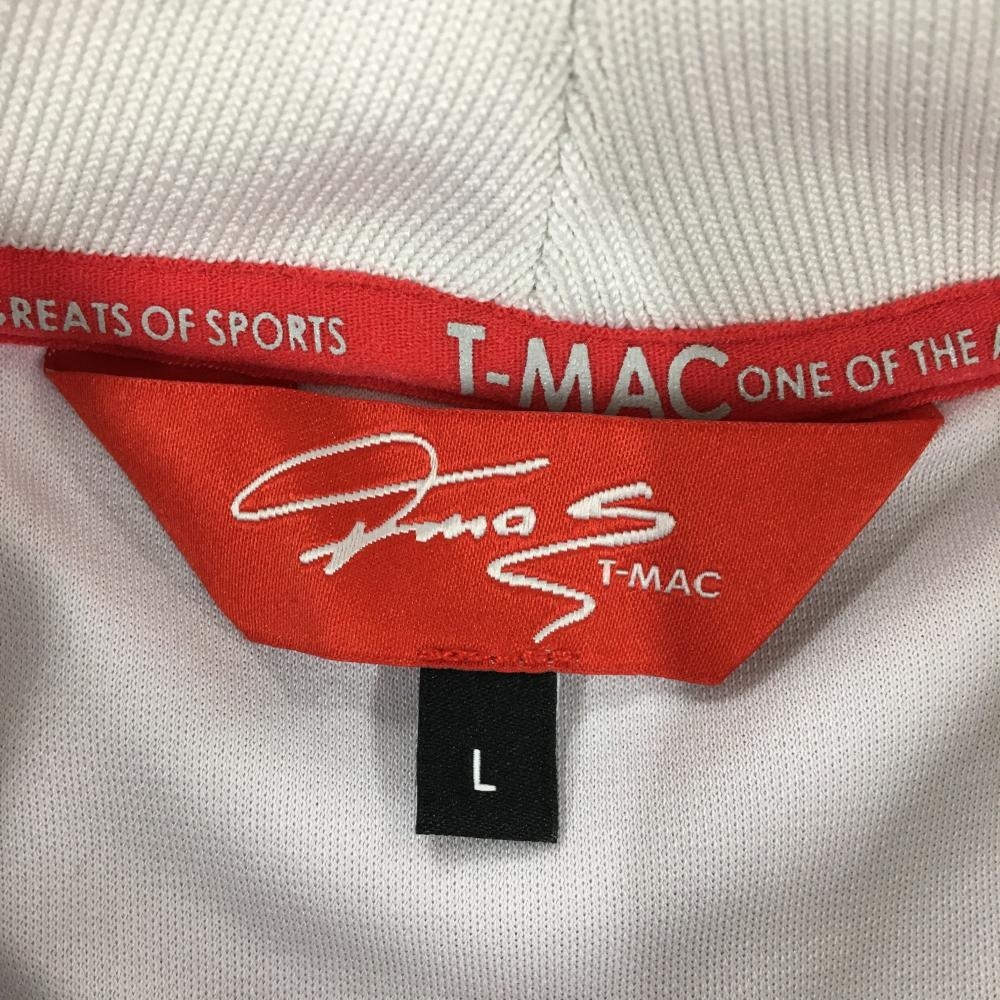 REATS OF SPORTS T-MAC ONE OF THE
T-MAC
L